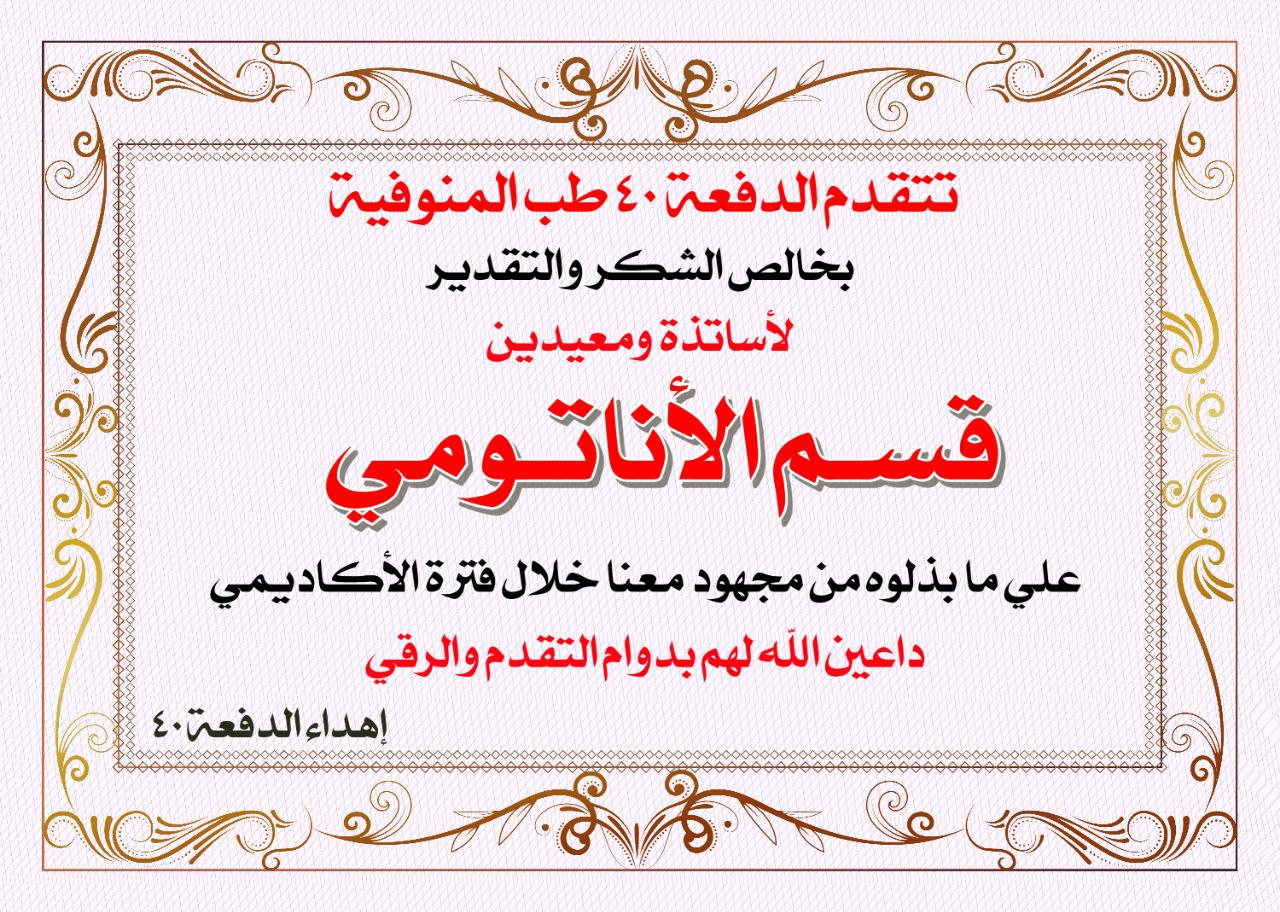 تتقدم الدفعة ٤٠ طب المنوفية
بخالص الشكر والتقدير
لأساتذة ومعيدين
قسم الأناتومي
علي ما بذلوه من مجهود معنا خلال فترة الأكاديمي
داعين الله لهم بدوام التقدم والرقي
إهداء الدفعة ٤٠